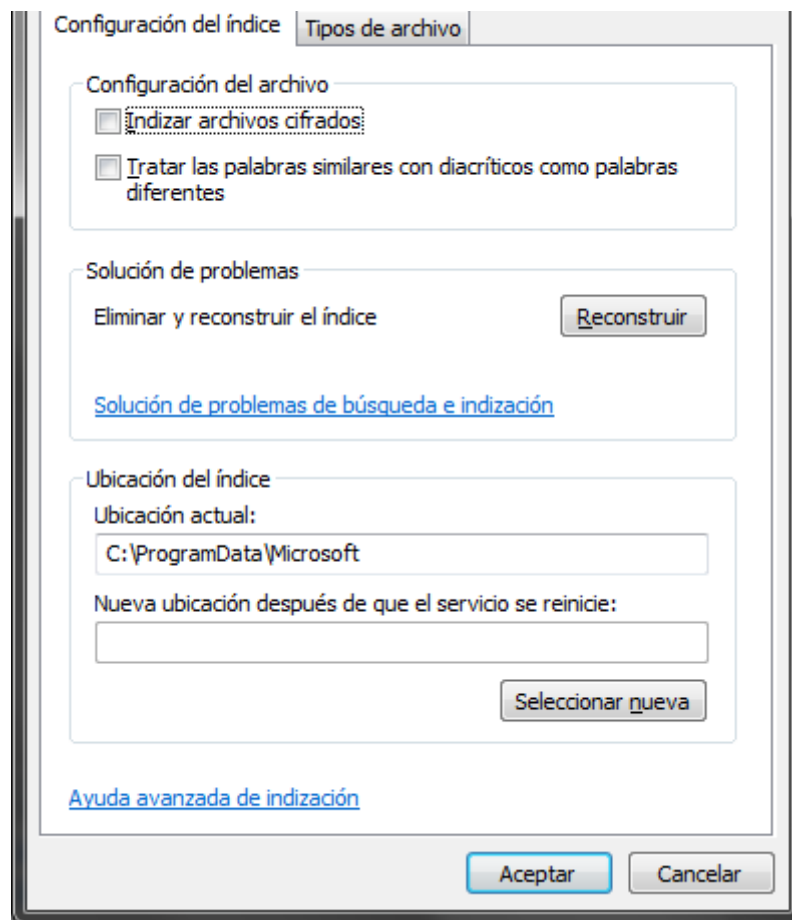 Configuración del índice Tipos de archivo
Configuración del archivo
Indizar archivos cifrados
Tratar las palabras similares con diacríticos como palabras
diferentes
Solución de problemas
Eliminar y reconstruir el índice Reconstruir
Solución de problemas de búsqueda e indización
Ubicación del índice
Ubicación actual:
C:\ProgramData\Microsoft
Nueva ubicación después de que el servicio se reinicie:
Seleccionar nueva
Ayuda avanzada de indización
Aceptar Cancelar